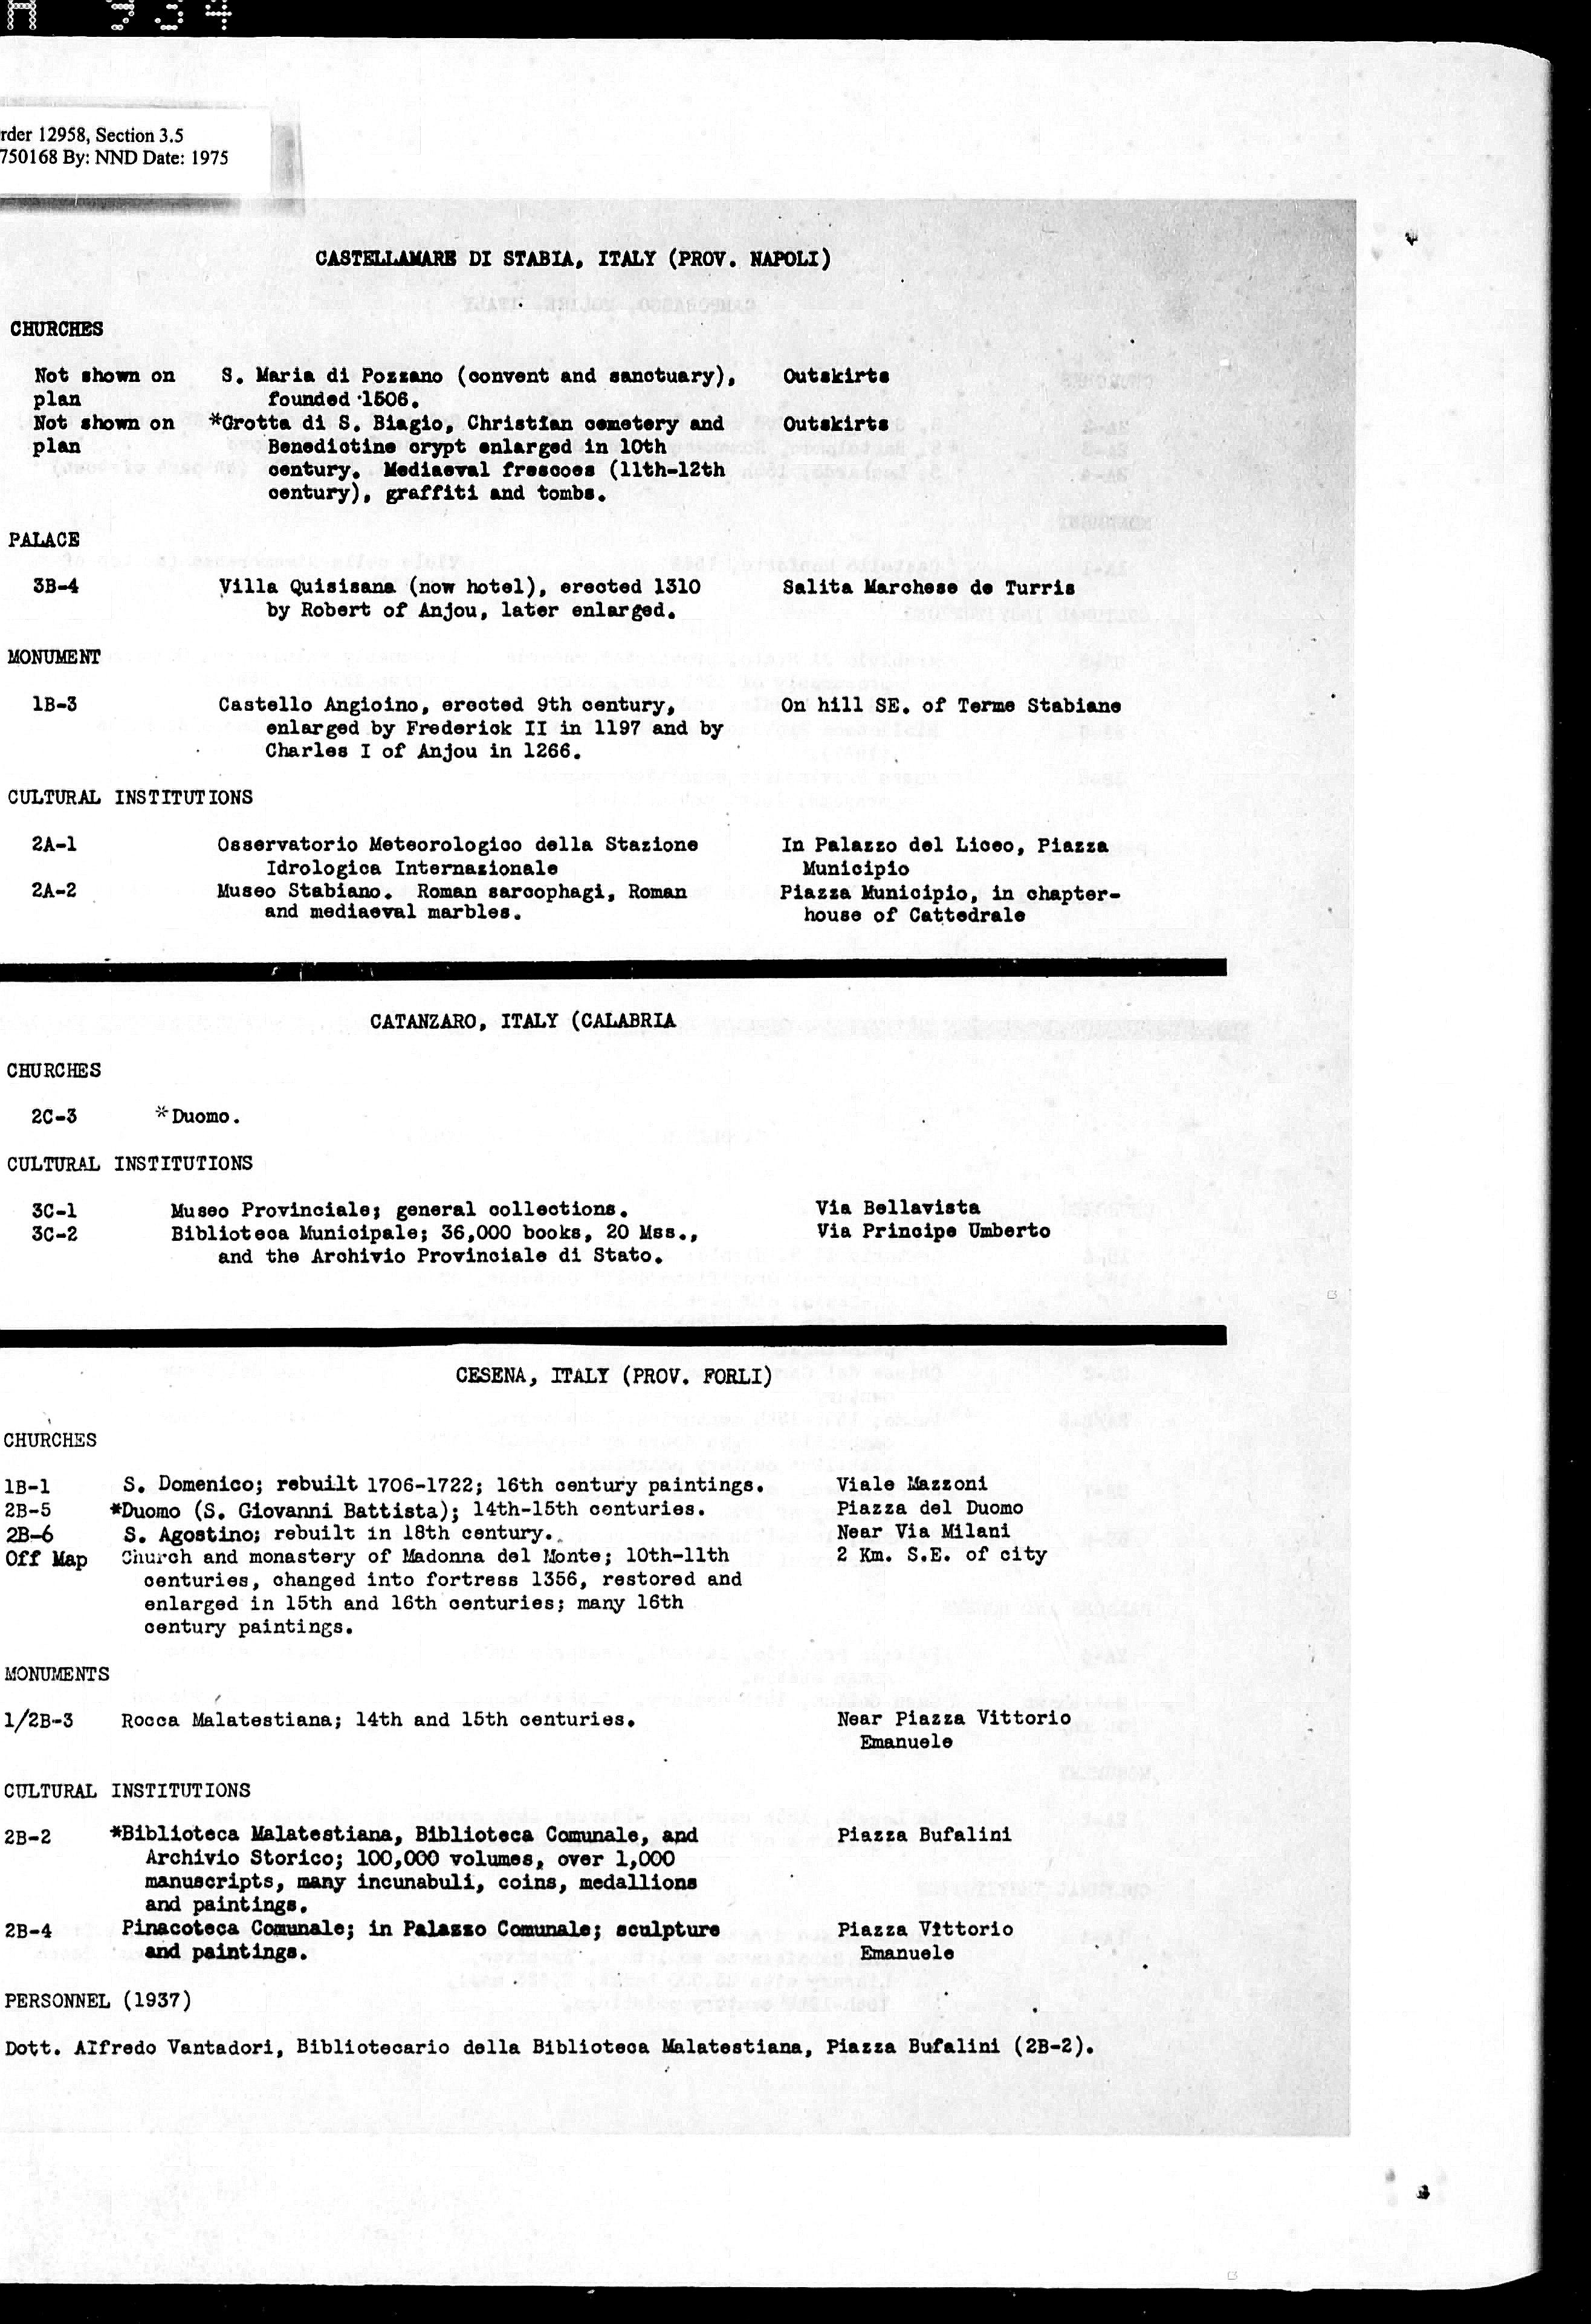 M 934
rder 12958, Section 3.5
750168 By: NND Date: 1975
CASTELLAMARE DI STABIA, ITALY (PROV. NAPOLI)
CHURCHES
Not shown on S. Maria di Pozzano (convent and sanctuary), Outskirts
plan founded 1506.
Not shown on *Grotta di S. Biagio, Christian cemetery and Outskirts
plan Benedictine crypt enlarged in 10th
century. Mediaeval frescoes (11th-12th
century), graffiti and tombs.
PALACE
3B-4 Villa Quisisana (now hotel), erected 1310 Salita Marchese de Turris
by Robert of Anjou, later enlarged.
MONUMENT
1B-3 Castello Angioino, erected 9th century, On hill SE. of Terme Stabiane
enlarged by Frederick II in 1197 and by
Charles I of Anjou in 1266.
CULTURAL INSTITUTIONS
2A-1 Osservatorio Meteorologico della Stazione In Palazzo del Liceo, Piazza
Idrologica Internazionale Municipio
2A-2 Museo Stabiano. Roman sarcophagi, Roman Piazza Municipio, in chapter-
and mediaeval marbles. house of Cattedrale
CATANZARO, ITALY (CALABRIA
CHURCHES
2C-3 *Duomo.
CULTURAL INSTITUTIONS
3C-1 Museo Provinciale; general collections. Via Bellavista
3C-2 Biblioteca Municipale; 36,000 books, 20 Mss., Via Principe Umberto
and the Archivio Provinciale di Stato.
CESENA, ITALY (PROV. FORLI)
CHURCHES
1B-1 S. Domenico; rebuilt 1706-1722; 16th century paintings. Viale Mazzoni
2B-5 *Duomo (S. Giovanni Battista); 14th-15th centuries. Piazza del Duomo
2B-6 S. Agostino; rebuilt in 18th century. Near Via Milani
Off Map Church and monastery of Madonna del Monte; 10th-11th 2 Km. S.E. of city
centuries, changed into fortress 1356, restored and
enlarged in 15th and 16th centuries; many 16th
century paintings.
MONUMENTS
1/2B-3 Rocca Malatestiana; 14th and 15th centuries. Near Piazza Vittorio
Emanuele
CULTURAL INSTITUTIONS
2B-2 *Biblioteca Malatestiana, Biblioteca Comunale, and Piazza Bufalini
Archivio Storico; 100,000 volumes, over 1,000
manuscripts, many incunabuli, coins, medallions
and paintings.
2B-4 Pinacoteca Comunale; in Palazzo Comunale; sculpture Piazza Vittorio
and paintings. Emanuele
PERSONNEL (1937)
Dott. Alfredo Vantadori, Bibliotecario della Biblioteca Malatestiana, Piazza Bufalini (2B-2).